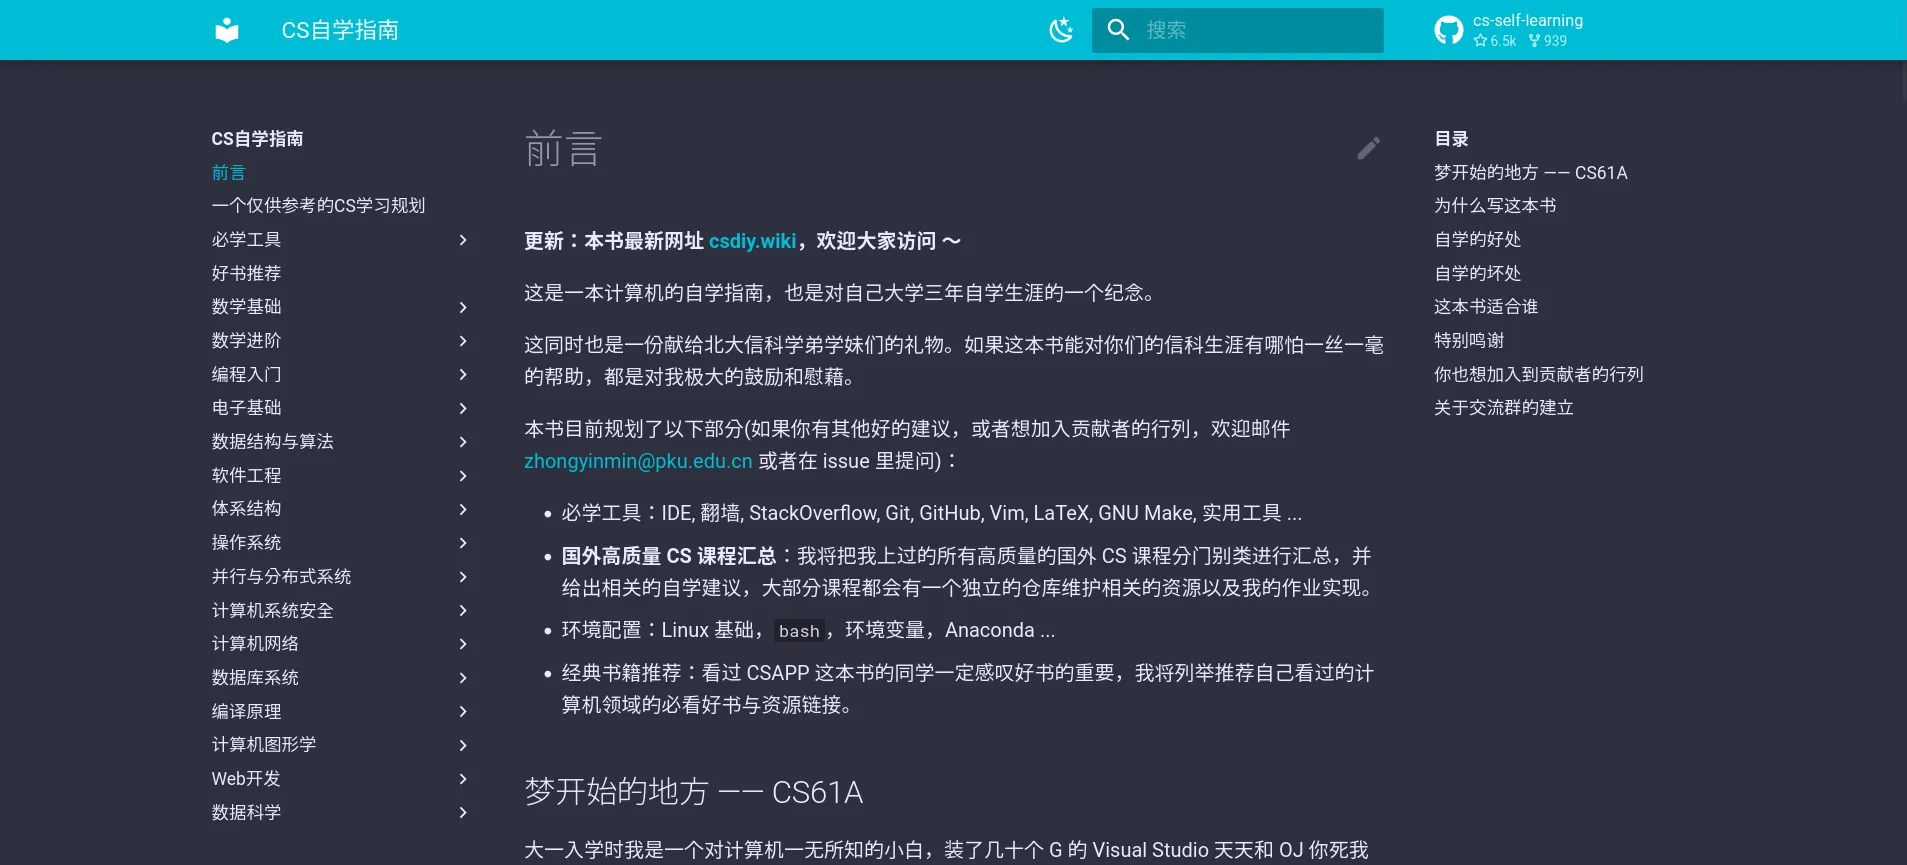 CS自学指南
搜索
cs-self-learning
6.5k 939
CS自学指南
前言
一个仅供参考的CS学习规划
必学工具
好书推荐
数学基础
数学进阶
编程入门
电子基础
数据结构与算法
软件工程
体系结构
操作系统
并行与分布式系统
计算机系统安全
计算机网络
数据库系统
编译原理
计算机图形学
Web开发
数据科学
前言
更新：本书最新网址 csdiy.wiki，欢迎大家访问 ～
这是一本计算机的自学指南，也是对自己大学三年自学生涯的一个纪念。
这同时也是一份献给北大信科学弟学妹们的礼物。如果这本书能对你们的信科生涯有哪怕一丝一毫
的帮助，都是对我极大的鼓励和慰藉。
本书目前规划了以下部分(如果你有其他好的建议，或者想加入贡献者的行列，欢迎邮件
zhongyinmin@pku.edu.cn 或者在 issue 里提问)：
• 必学工具：IDE, 翻墙, StackOverflow, Git, GitHub, Vim, LaTeX, GNU Make, 实用工具 ...
• 国外高质量 CS 课程汇总：我将把我上过的所有高质量的国外 CS 课程分门别类进行汇总，并
给出相关的自学建议，大部分课程都会有一个独立的仓库维护相关的资源以及我的作业实现。
• 环境配置：Linux 基础，bash，环境变量，Anaconda ...
• 经典书籍推荐：看过 CSAPP 这本书的同学一定感叹好书的重要，我将列举推荐自己看过的计
算机领域的必看好书与资源链接。
梦开始的地方 —— CS61A
大一入学时我是一个对计算机一无所知的小白，装了几十个 G 的 Visual Studio 天天和 OJ 你死我
目录
梦开始的地方 —— CS61A
为什么写这本书
自学的好处
自学的坏处
这本书适合谁
特别鸣谢
你也想加入到贡献者的行列
关于交流群的建立